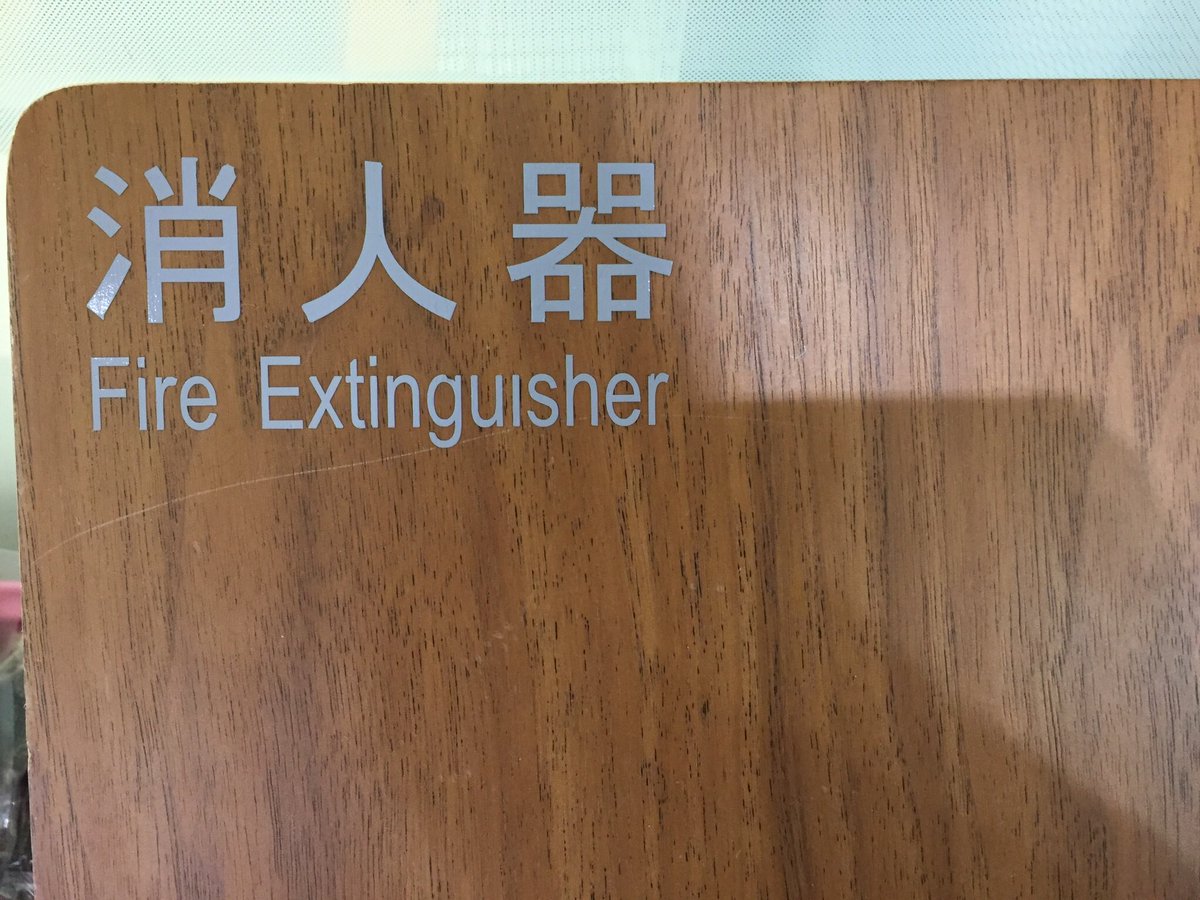 消人器
Fire Extinguisher